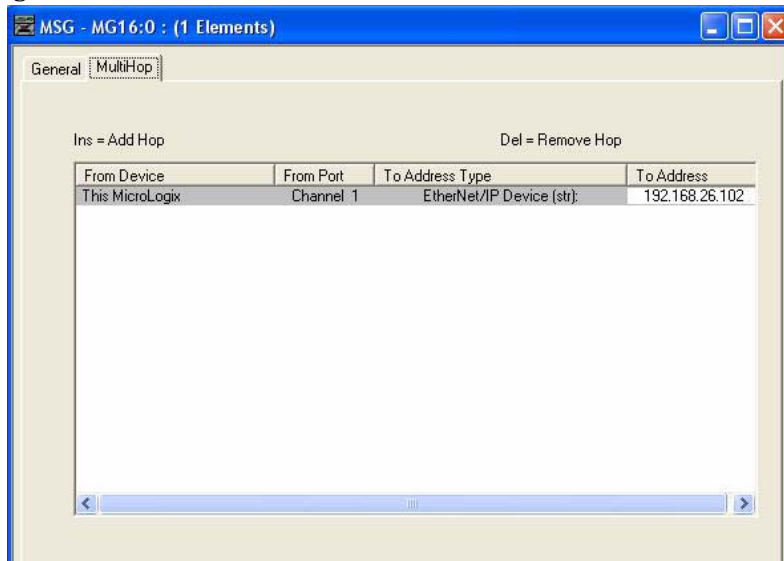 MSG - MG16:0 : (1 Elements)
General MultiHop
Ins = Add Hop Del = Remove Hop
From Device From Port To Address Type To Address
This MicroLogix Channel 1 EtherNet/IP Device (str): 192.168.26.102